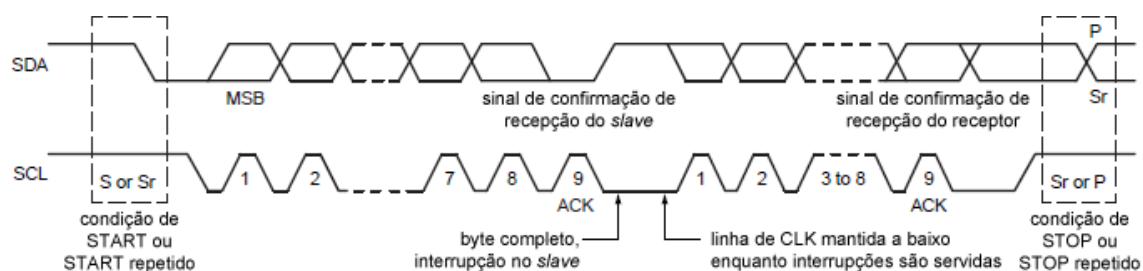 P
SDA
MSB
sinal de confirmação de
recepção do slave
sinal de confirmação de
recepção do receptor
Sr
SCL
S or Sr
1
2
7
8
9
1
2
3 to 8
9
Sr or P
ACK
ACK
condição de
START ou
START repetido
byte completo,
interrupção no slave
linha de CLK mantida a baixo
enquanto interrupções são servidas
condição de
STOP ou
STOP repetido